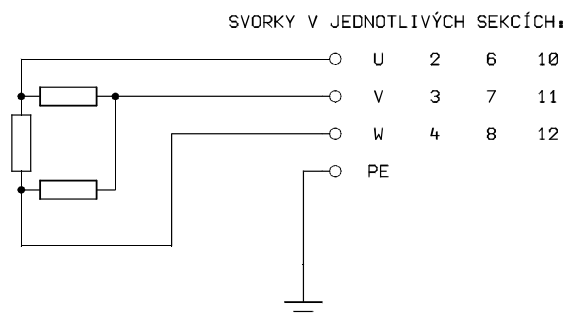 SVORKY V JEDNOTLIVÝCH SEKCÍCH:
U 2 6 10
V 3 7 11
W 4 8 12
PE